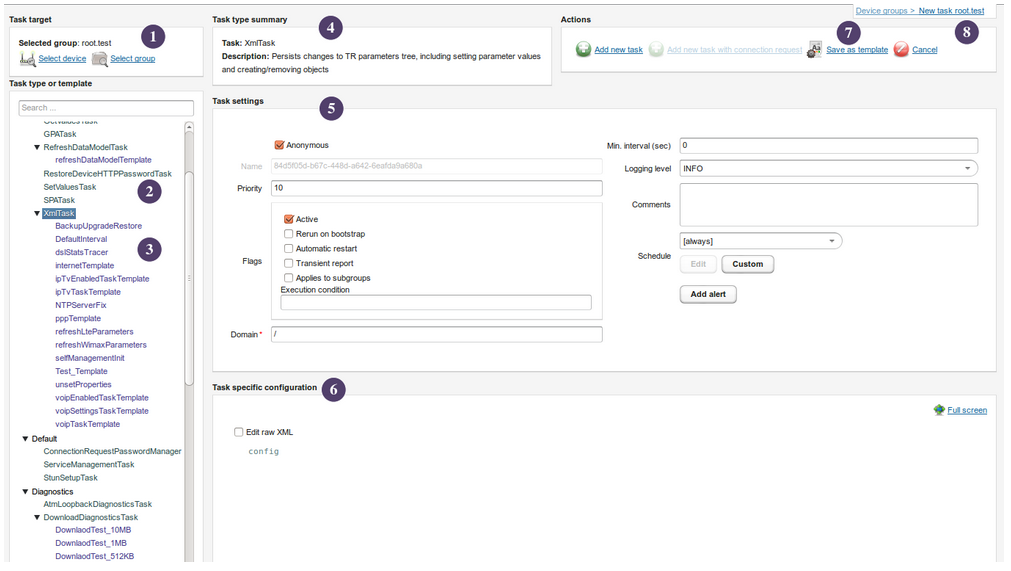 Device groups > New task root.test
Task target
1
Selected group: root.test
Select device Select group
Task type summary
4
Task: XmlTask
Description: Persists changes to TR parameters tree, including setting parameter values
and creating/removing objects
Actions
7
8
Add new task Add new task with connection request Save as template Cancel
Task type or template
Search ...
GetValuesTask
GPATask
RefreshDataModelTask
refreshDataModelTemplate
RestoreDeviceHTTPPasswordTask
SetValuesTask
2
SPATask
XmlTask
BackupUpgradeRestore
DefaultInterval
3
dslStatsTracer
internetTemplate
ipTvEnabledTaskTemplate
ipTvTaskTemplate
NTPServerFix
pppTemplate
refreshLteParameters
refreshWimaxParameters
selfManagementInit
Test_Template
unsetProperties
voipEnabledTaskTemplate
voipSettingsTaskTemplate
voipTaskTemplate
Default
ConnectionRequestPasswordManager
ServiceManagementTask
StunSetupTask
Diagnostics
AtmLoopbackDiagnosticsTask
DownloadDiagnosticsTask
DownlaodTest_10MB
DownlaodTest_1MB
DownlaodTest_512KB
Task settings
5
Anonymous
Name 84d5f05d-b67c-448d-a642-6eafda9a680a
Priority 10
Flags
Active
Rerun on bootstrap
Automatic restart
Transient report
Applies to subgroups
Execution condition
Domain * /
Min. interval (sec) 0
Logging level INFO
Comments
Schedule [always]
Edit Custom
Add alert
Task specific configuration
6
Full screen
Edit raw XML
config